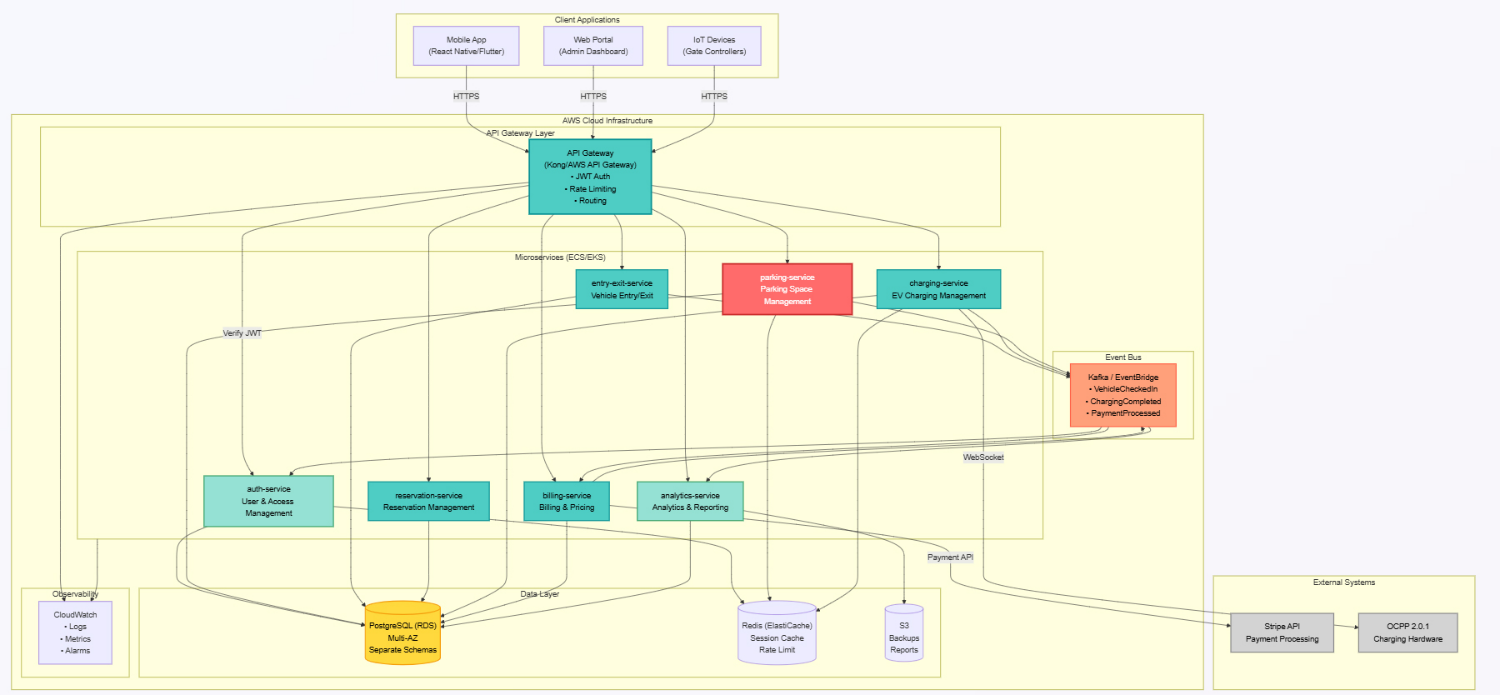 Client Applications
Mobile App
(React Native/Flutter)
Web Portal
(Admin Dashboard)
IoT Devices
(Gate Controllers)
HTTPS
HTTPS
HTTPS
AWS Cloud Infrastructure
API Gateway Layer
API Gateway
(Kong/AWS API Gateway)
• JWT Auth
• Rate Limiting
• Routing
Microservices (ECS/EKS)
entry-exit-service
Vehicle Entry/Exit
parking-service
Parking Space
Management
charging-service
EV Charging Management
Verify JWT
Event Bus
Kafka / EventBridge
• VehicleCheckedIn
• ChargingCompleted
• PaymentProcessed
WebSocket
auth-service
User & Access
Management
reservation-service
Reservation Management
billing-service
Billing & Pricing
analytics-service
Analytics & Reporting
Payment API
Observability
CloudWatch
• Logs
• Metrics
• Alarms
Data Layer
PostgreSQL (RDS)
Multi-AZ
Separate Schemas
Redis (ElastiCache)
Session Cache
Rate Limit
S3
Backups
Reports
External Systems
Stripe API
Payment Processing
OCPP 2.0.1
Charging Hardware